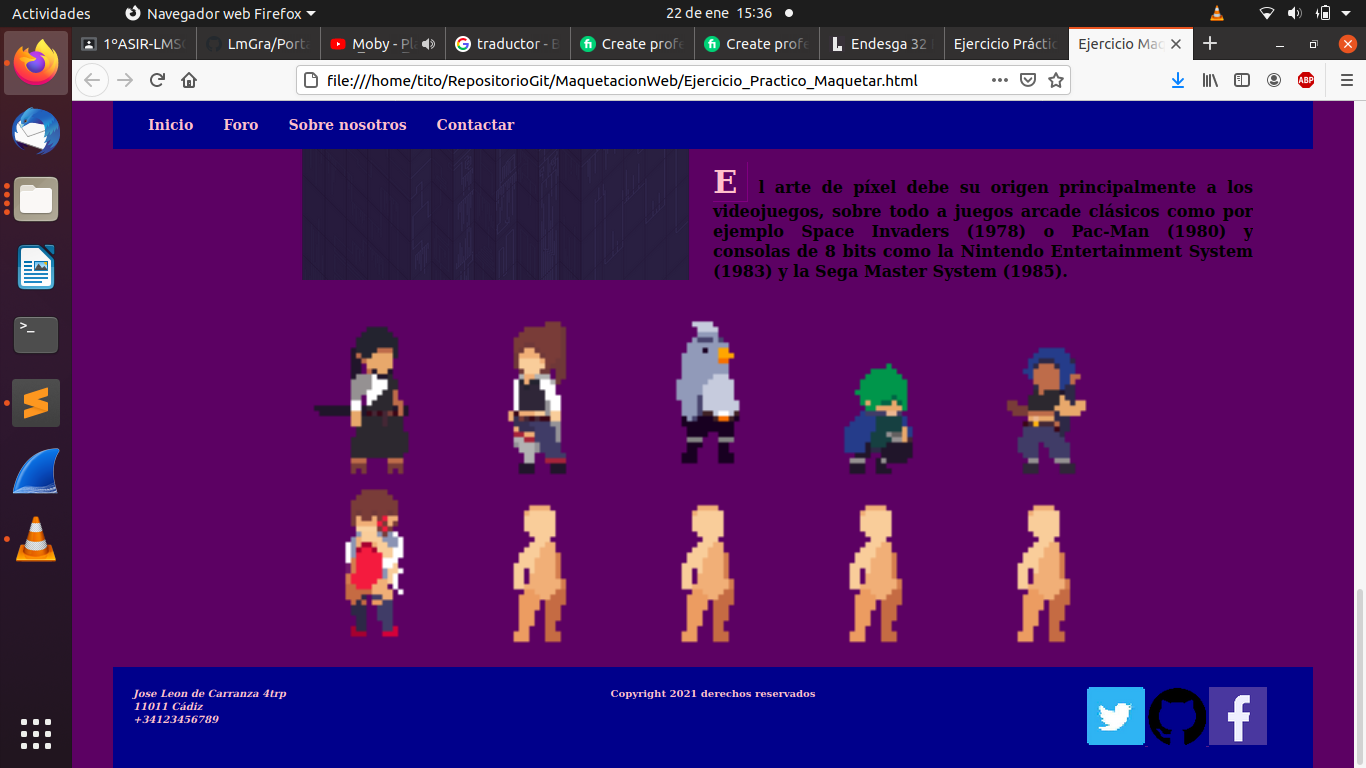 Actividades
Navegador web Firefox
22 de ene 15:36
1ºASIR-LMS
LmGra/Porta
Moby - Pl
traductor - B
Create profe
Create profe
Endesga 32
Ejercicio Práctic
Ejercicio Maq
file:///home/tito/RepositorioGit/MaquetacionWeb/Ejercicio_Practico_Maquetar.html
ABP
Inicio
Foro
Sobre nosotros
Contactar
El arte de píxel debe su origen principalmente a los
videojuegos, sobre todo a juegos arcade clásicos como por
ejemplo Space Invaders (1978) o Pac-Man (1980) y
consolas de 8 bits como la Nintendo Entertainment System
(1983) y la Sega Master System (1985).
Jose Leon de Carranza 4trp
11011 Cádiz
+34123456789
Copyright 2021 derechos reservados